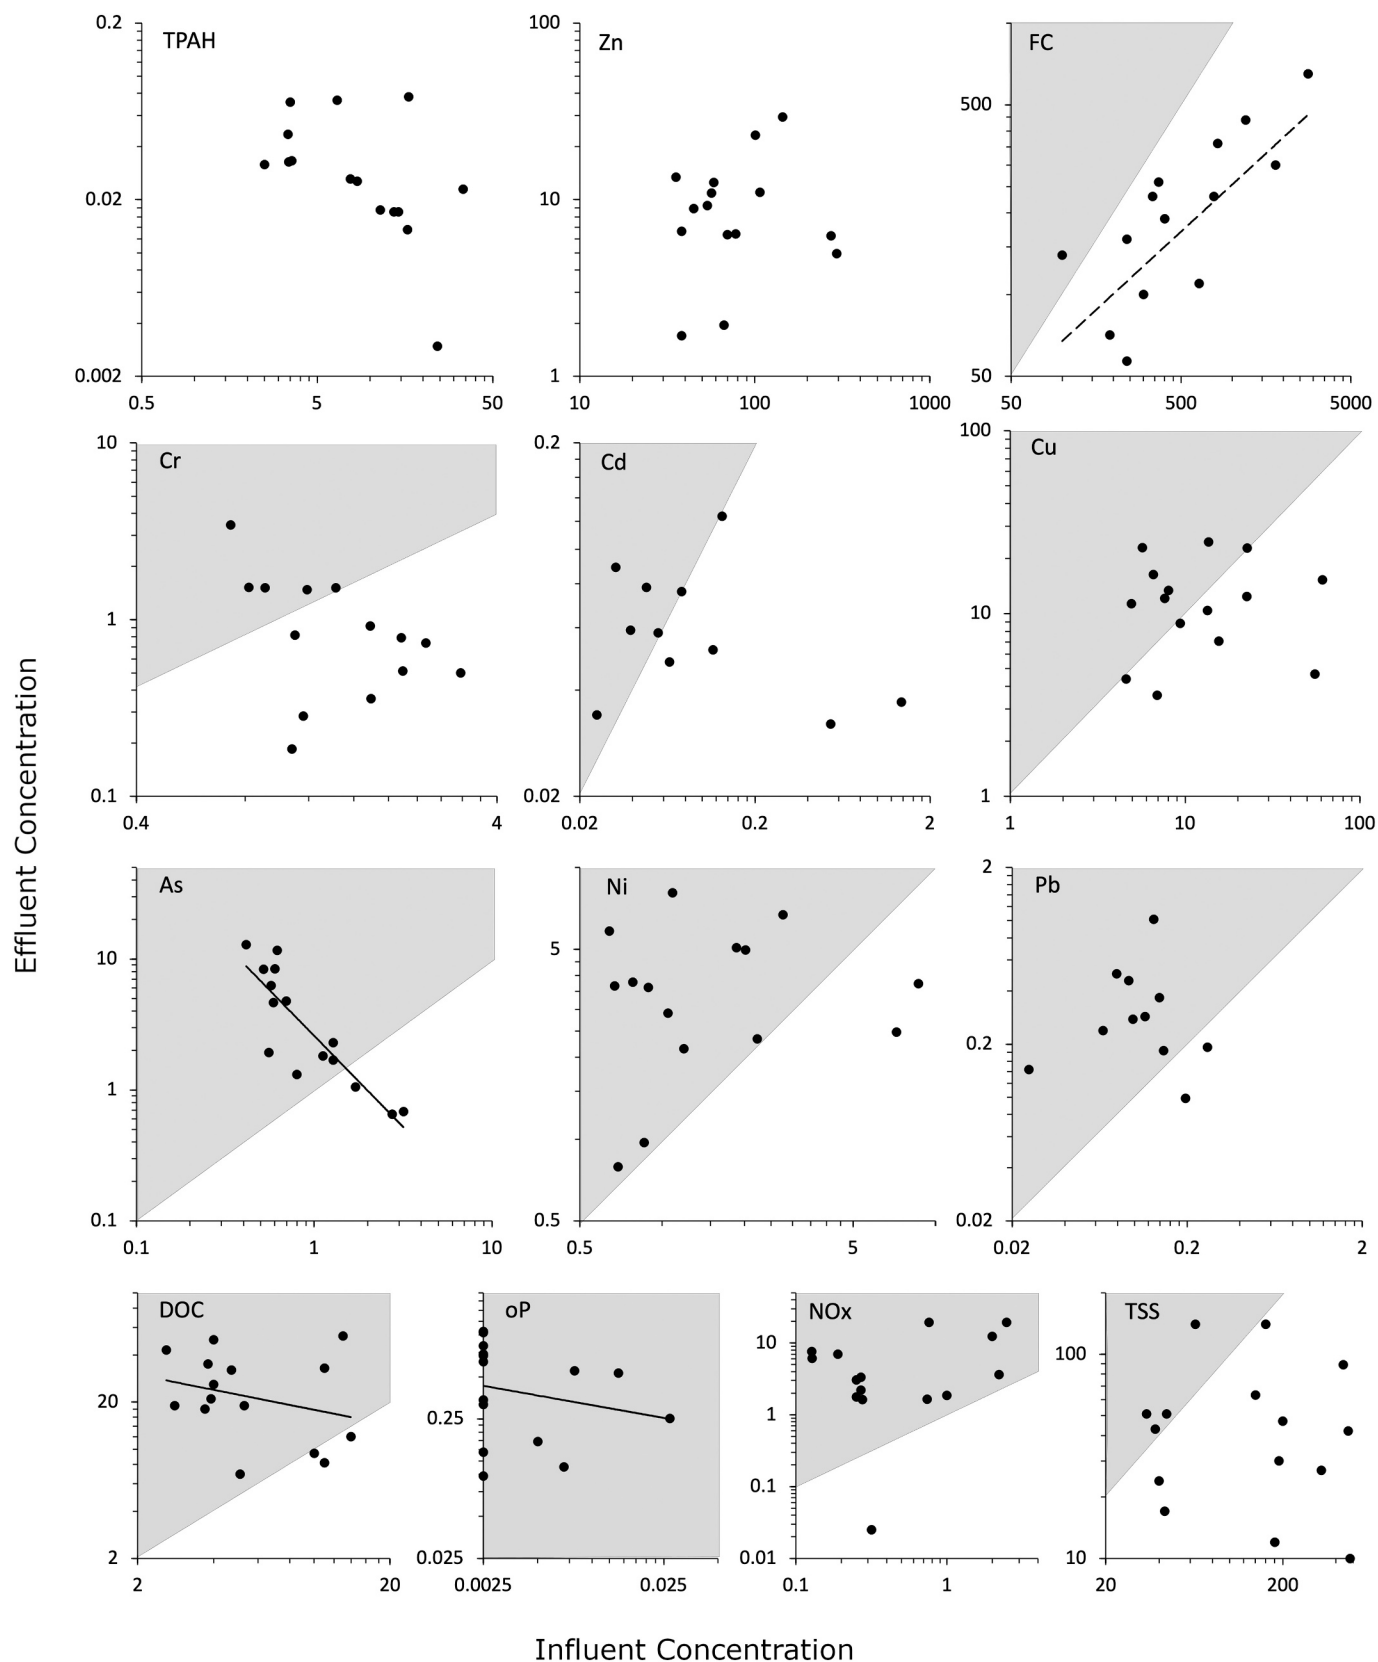 0.2
TPAH
0.02
0.002
0.5 5 50
100
Zn
10
1
10 100 1000
FC
500
50
50 500 5000
10
Cr
1
0.1
0.4 4
0.2
Cd
0.02
0.02 0.2 2
100
Cu
10
1
1 10 100
As
10
1
0.1
0.1 1 10
Ni
5
0.5
0.5 5
2
Pb
0.2
0.02
0.02 0.2 2
DOC
20
2
2 20
oP
0.25
0.025
0.0025 0.025
NOx
10
1
0.1
0.01
0.1 1
TSS
100
10
20 200
Effluent Concentration
Influent Concentration